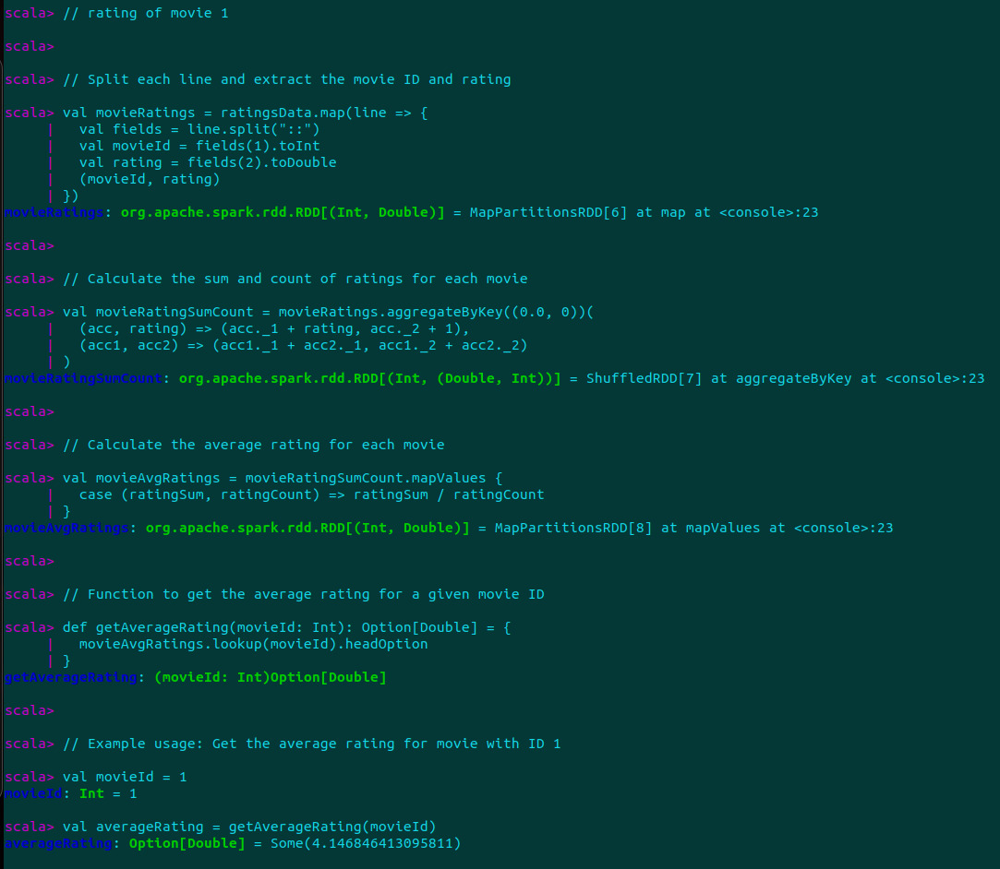 scala> // rating of movie 1
scala>
scala> // Split each line and extract the movie ID and rating
scala> val movieRatings = ratingsData.map(line => {
     |   val fields = line.split("::")
     |   val movieId = fields(1).toInt
     |   val rating = fields(2).toDouble
     |   (movieId, rating)
     | })
movieRatings: org.apache.spark.rdd.RDD[(Int, Double)] = MapPartitionsRDD[6] at map at <console>:23
scala>
scala> // Calculate the sum and count of ratings for each movie
scala> val movieRatingSumCount = movieRatings.aggregateByKey((0.0, 0))(
     |   (acc, rating) => (acc._1 + rating, acc._2 + 1),
     |   (acc1, acc2) => (acc1._1 + acc2._1, acc1._2 + acc2._2)
     | )
movieRatingSumCount: org.apache.spark.rdd.RDD[(Int, (Double, Int))] = ShuffledRDD[7] at aggregateByKey at <console>:23
scala>
scala> // Calculate the average rating for each movie
scala> val movieAvgRatings = movieRatingSumCount.mapValues {
     |   case (ratingSum, ratingCount) => ratingSum / ratingCount
     | }
movieAvgRatings: org.apache.spark.rdd.RDD[(Int, Double)] = MapPartitionsRDD[8] at mapValues at <console>:23
scala>
scala> // Function to get the average rating for a given movie ID
scala> def getAverageRating(movieId: Int): Option[Double] = {
     |   movieAvgRatings.lookup(movieId).headOption
     | }
getAverageRating: (movieId: Int)Option[Double]
scala>
scala> // Example usage: Get the average rating for movie with ID 1
scala> val movieId = 1
movieId: Int = 1
scala> val averageRating = getAverageRating(movieId)
averageRating: Option[Double] = Some(4.146846413095811)